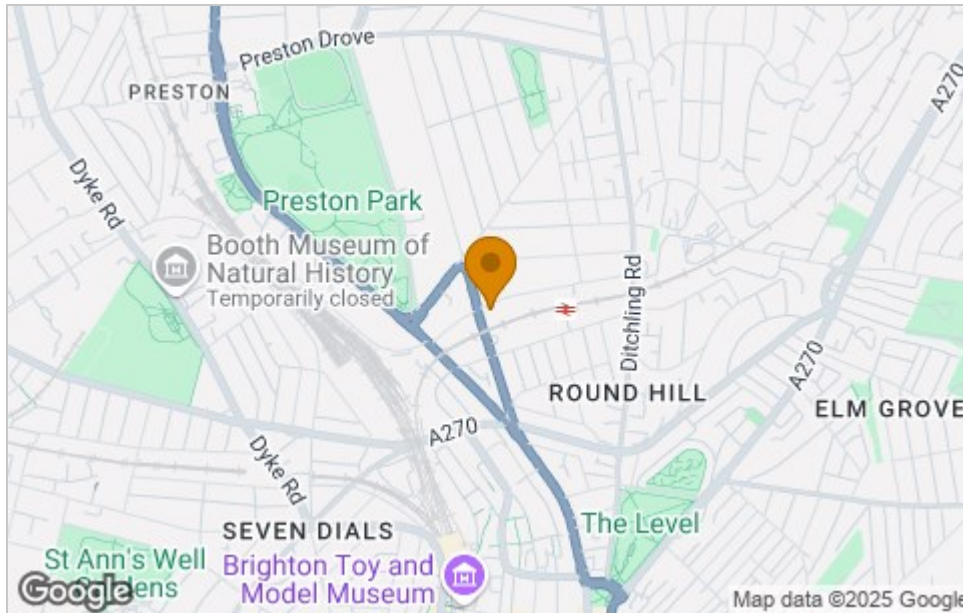 Preston Drove
PRESTON
A270
Dyke Rd
Preston Park
Booth Museum of
Natural History
Temporarily closed
Ditchling Rd
A270
ROUND HILL
ELM GROVE
A270
Dyke Rd
SEVEN DIALS
The Level
St Ann's Well
Gardens
Brighton Toy and
Model Museum
Google
Map data ©2025 Google